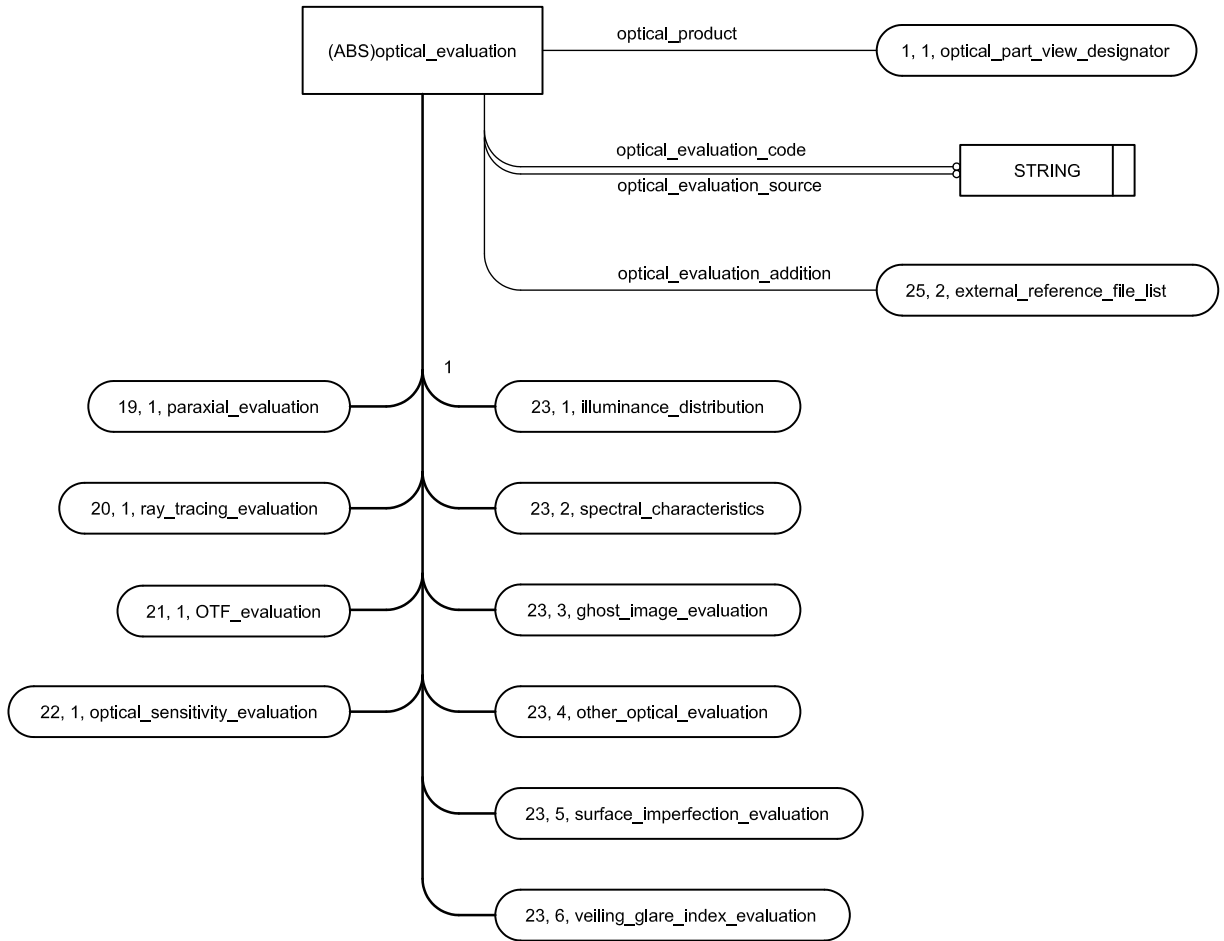 (ABS)optical_evaluation
optical_product
1, 1, optical_part_view_designator
optical_evaluation_code
optical_evaluation_source
STRING
optical_evaluation_addition
25, 2, external_reference_file_list
1
19, 1, paraxial_evaluation
23, 1, illuminance_distribution
20, 1, ray_tracing_evaluation
23, 2, spectral_characteristics
21, 1, OTF_evaluation
23, 3, ghost_image_evaluation
22, 1, optical_sensitivity_evaluation
23, 4, other_optical_evaluation
23, 5, surface_imperfection_evaluation
23, 6, veiling_glare_index_evaluation